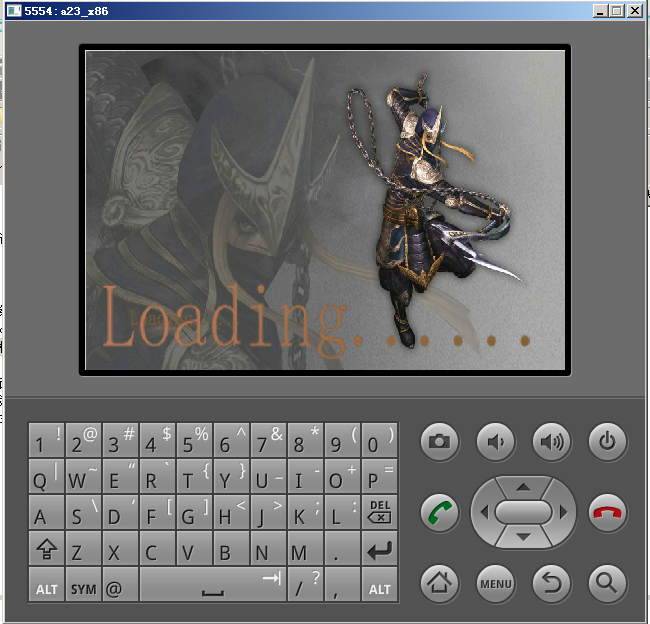 5554:a23_x86
Loading.......
1 ! 2 @ 3 # 4 $ 5 % 6 ^ 7 & 8 * 9 ( 0 )
Q | W ~ E “ R ` T { Y } U _ I - O + P =
A S \ D ‘ F [ G ] H < J > K ; L : DEL
Z X C V B N M .
ALT SYM @ / ? , ALT
MENU